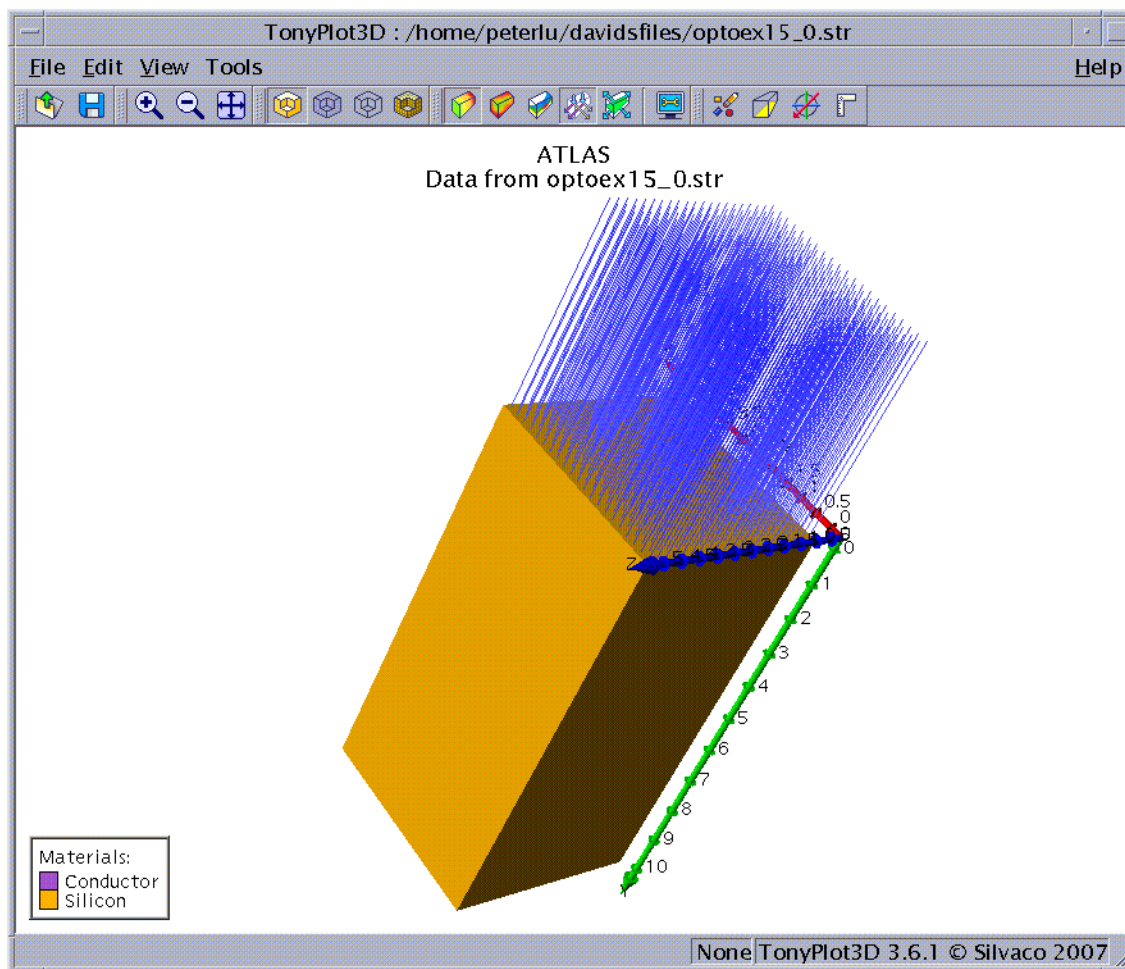 TonyPlot3D : /home/peterlu/davidsfiles/optoex15_0.str
File Edit View Tools Help
ATLAS
Data from optoex15_0.str
0.5
0
0
Z
1
2
3
4
5
6
7
8
9
10
Y
Materials:
Conductor
Silicon
None TonyPlot3D 3.6.1 © Silvaco 2007